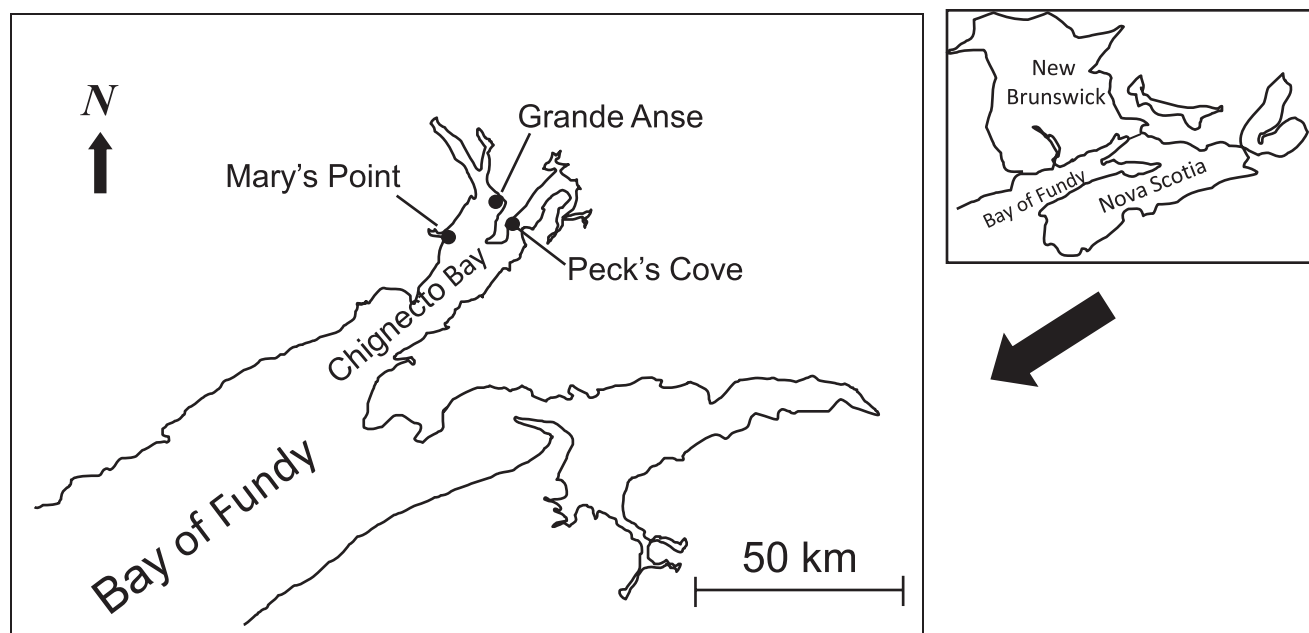 N
Grande Anse
Mary's Point
Peck's Cove
Chignecto Bay
Bay of Fundy
50 km
New
Brunswick
Bay of Fundy
Nova Scotia